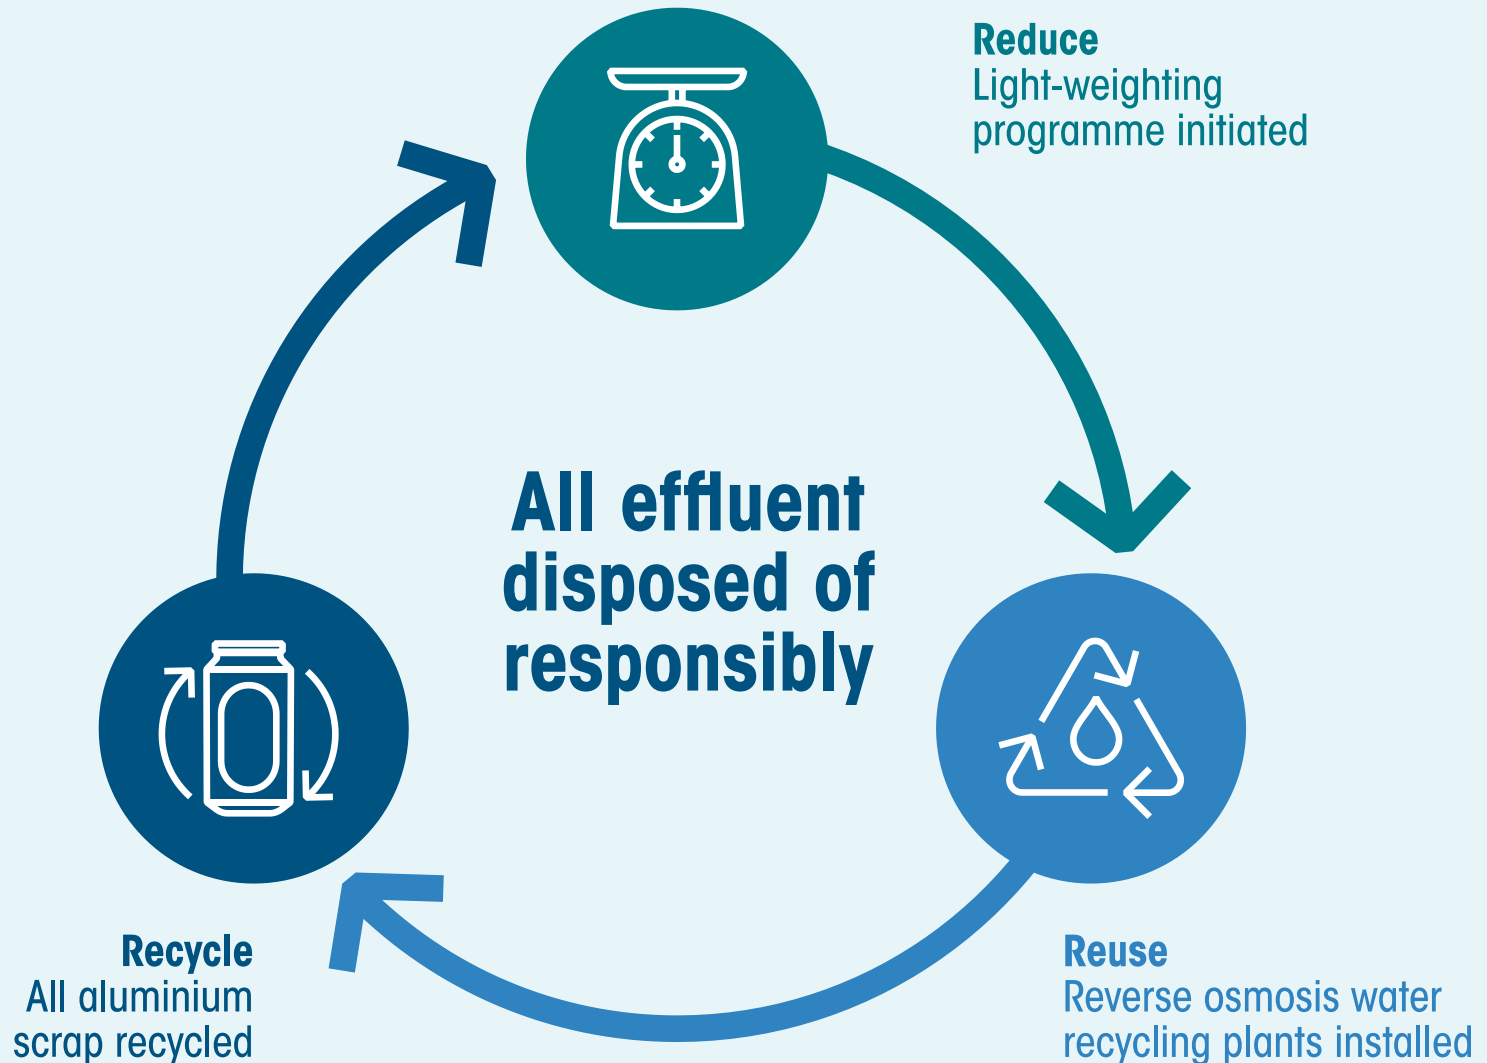 Reduce
Light-weighting
programme initiated
All effluent
disposed of
responsibly
Recycle
All aluminium
scrap recycled
Reuse
Reverse osmosis water
recycling plants installed